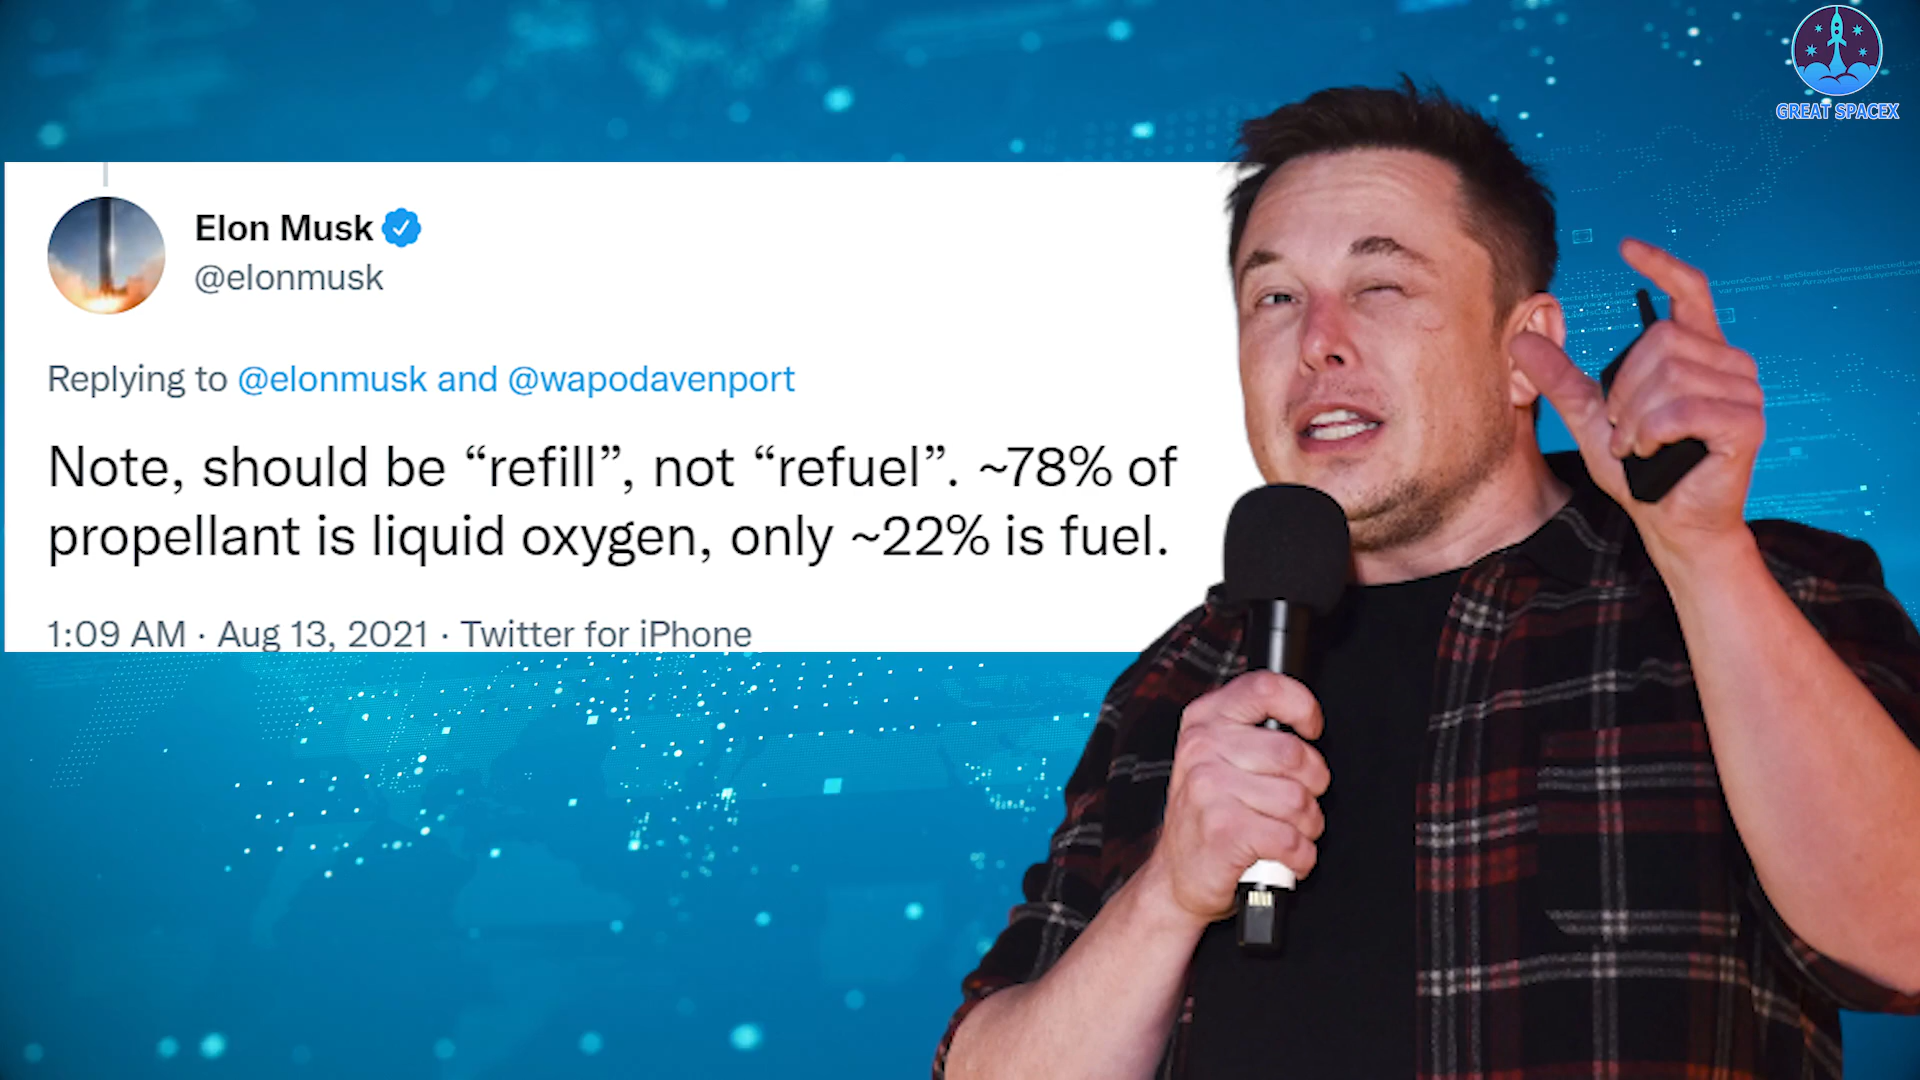 GREAT SPACEX
Elon Musk
@elonmusk
Replying to @elonmusk and @wapodavenport
Note, should be “refill”, not “refuel”. ~78% of
propellant is liquid oxygen, only ~22% is fuel.
1:09 AM · Aug 13, 2021 · Twitter for iPhone